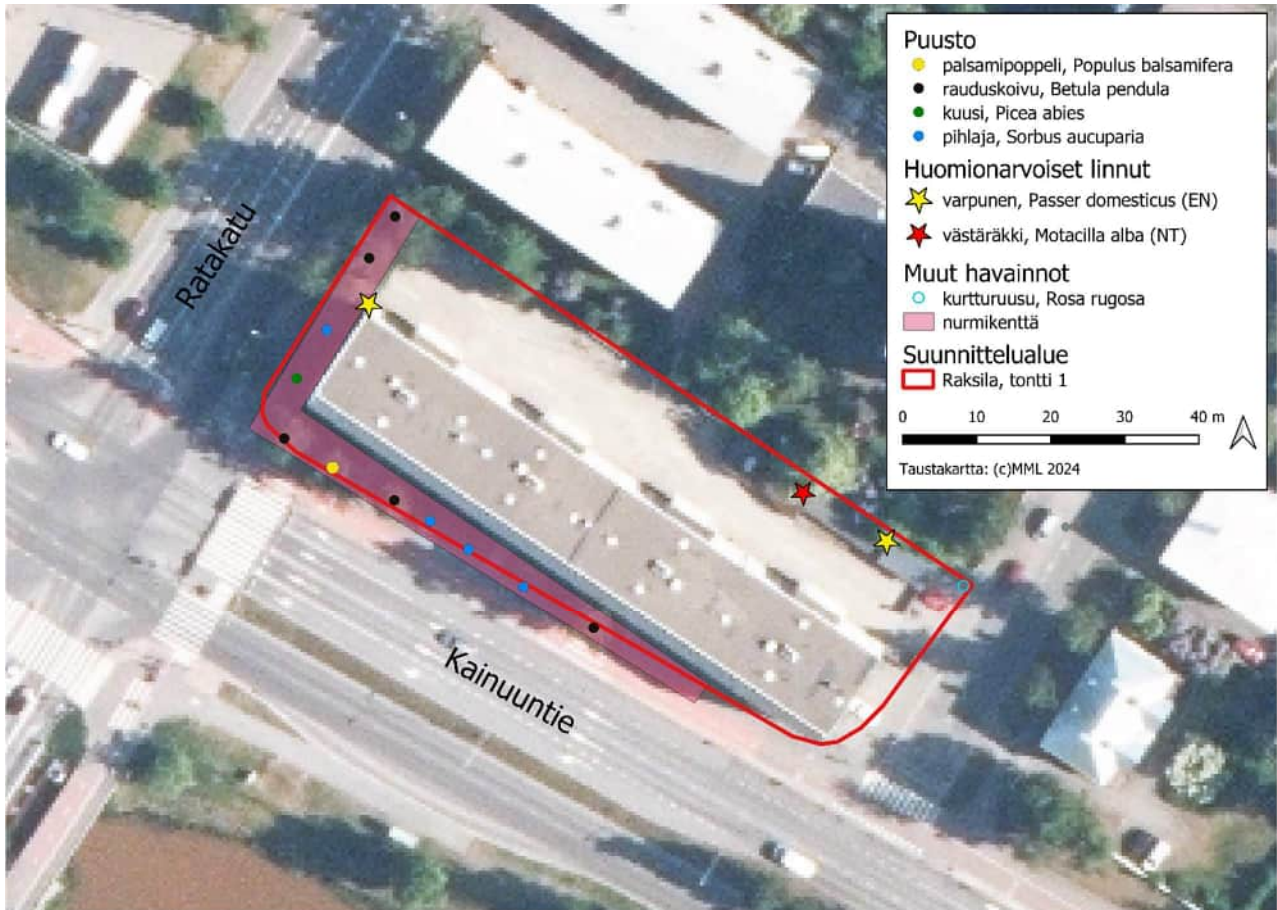 Puusto
palsamipoppeli, Populus balsamifera
rauduskoivu, Betula pendula
kuusi, Picea abies
pihlaja, Sorbus aucuparia
Huomionarvoiset linnut
varpunen, Passer domesticus (EN)
västäräkki, Motacilla alba (NT)
Muut havainnot
kurtturuusu, Rosa rugosa
nurmikenttä
Suunnittelualue
Raksila, tontti 1
0 10 20 30 40 m
Taustakartta: (c)MML 2024
Ratakatu
Kainuuntie